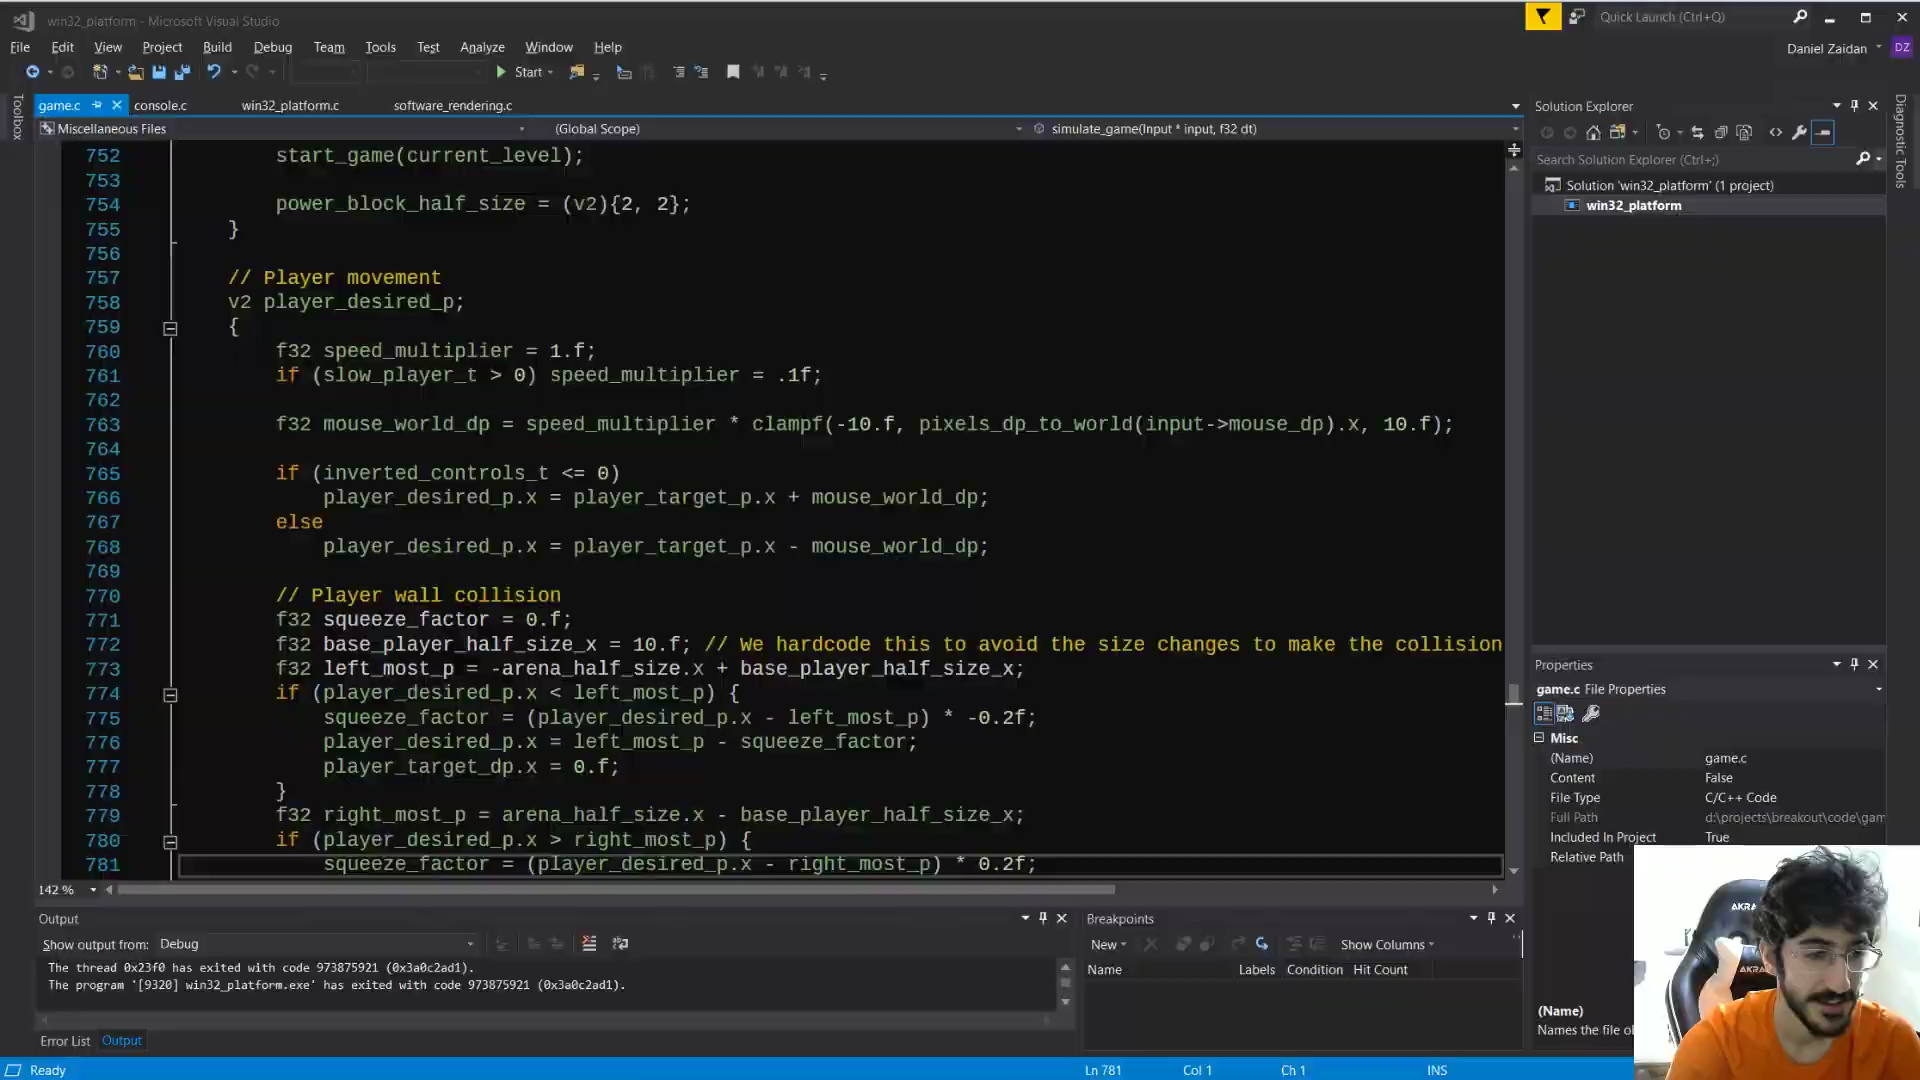 win32_platform - Microsoft Visual Studio
Quick Launch (Ctrl+Q)
File Edit View Project Build Debug Team Tools Test Analyze Window Help
Daniel Zaidan DZ
Start
Toolbox
game.c console.c win32_platform.c software_rendering.c
Miscellaneous Files (Global Scope) simulate_game(Input * input, f32 dt)
752 start_game(current_level);
753
754 power_block_half_size = (v2){2, 2};
755 }
756
757 // Player movement
758 v2 player_desired_p;
759 {
760 f32 speed_multiplier = 1.f;
761 if (slow_player_t > 0) speed_multiplier = .1f;
762
763 f32 mouse_world_dp = speed_multiplier * clampf(-10.f, pixels_dp_to_world(input->mouse_dp).x, 10.f);
764
765 if (inverted_controls_t <= 0)
766 player_desired_p.x = player_target_p.x + mouse_world_dp;
767 else
768 player_desired_p.x = player_target_p.x - mouse_world_dp;
769
770 // Player wall collision
771 f32 squeeze_factor = 0.f;
772 f32 base_player_half_size_x = 10.f; // We hardcode this to avoid the size changes to make the collision
773 f32 left_most_p = -arena_half_size.x + base_player_half_size_x;
774 if (player_desired_p.x < left_most_p) {
775 squeeze_factor = (player_desired_p.x - left_most_p) * -0.2f;
776 player_desired_p.x = left_most_p - squeeze_factor;
777 player_target_dp.x = 0.f;
778 }
779 f32 right_most_p = arena_half_size.x - base_player_half_size_x;
780 if (player_desired_p.x > right_most_p) {
781 squeeze_factor = (player_desired_p.x - right_most_p) * 0.2f;
142 %
Output
Show output from: Debug
The thread 0x23f0 has exited with code 973875921 (0x3a0c2ad1).
The program '[9320] win32_platform.exe' has exited with code 973875921 (0x3a0c2ad1).
Error List Output
Breakpoints
New Show Columns
Name Labels Condition Hit Count
Solution Explorer
Search Solution Explorer (Ctrl+;)
Solution 'win32_platform' (1 project)
win32_platform
Diagnostic Tools
Properties
game.c File Properties
Misc
(Name) game.c
Content False
File Type C/C++ Code
Full Path d:\projects\breakout\code\gam
Included In Project True
Relative Path
(Name)
Names the file o
AKRA
AKRA
Ready Ln 781 Col 1 Ch 1 INS